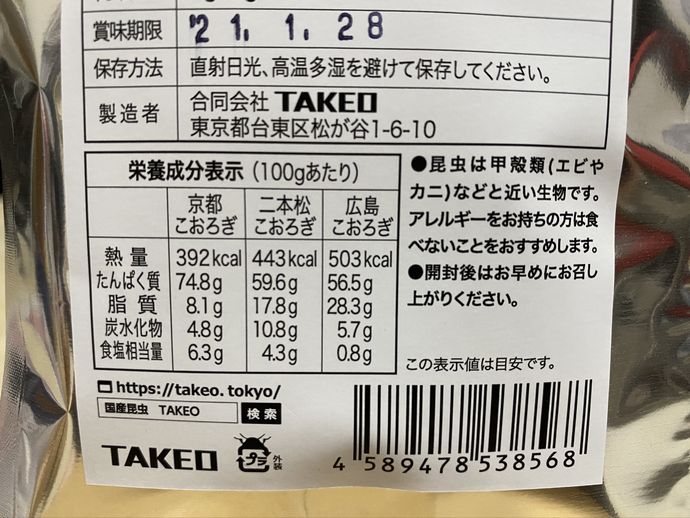 賞味期限 '21.1.28
保存方法 直射日光、高温多湿を避けて保存してください。
製造者 合同会社 TAKEO
東京都台東区松が谷1-6-10
栄養成分表示 (100gあたり)
京都こおろぎ 二本松こおろぎ 広島こおろぎ
熱量 392kcal 443kcal 503kcal
たんぱく質 74.8g 59.6g 56.5g
脂質 8.1g 17.8g 28.3g
炭水化物 4.8g 10.8g 5.7g
食塩相当量 6.3g 4.3g 0.8g
●昆虫は甲殻類(エビや
カニ)などと近い生物です。
アレルギーをお持ちの方は食
べないことをおすすめします。
●開封後はお早めにお召し
上がりください。
この表示値は目安です。
https://takeo.tokyo/
国産昆虫 TAKEO 検索
TAKEO プラ 外装
4 589478 538568